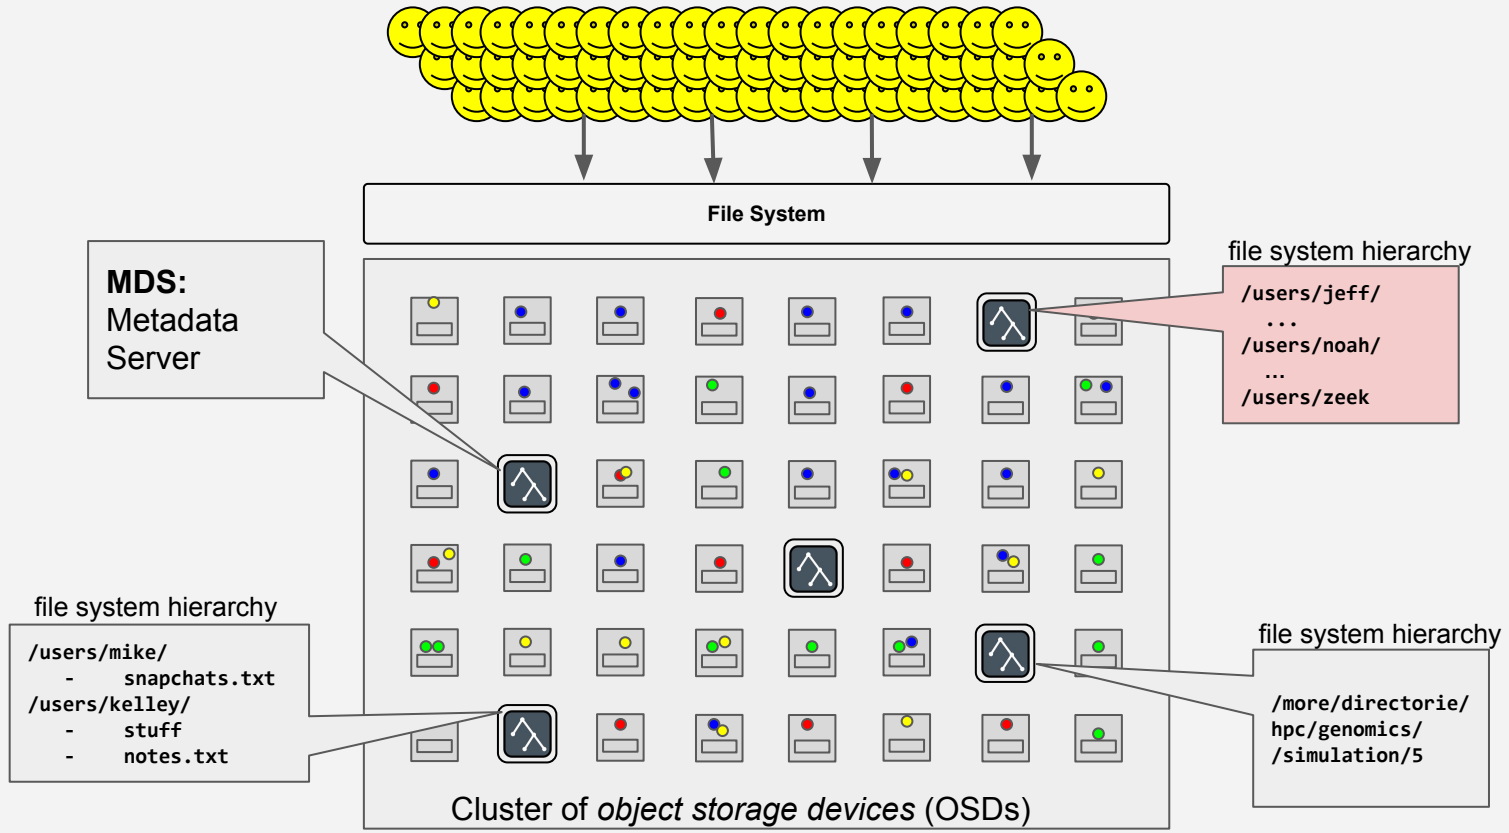 File System
MDS:
Metadata
Server
file system hierarchy
/users/jeff/
...
/users/noah/
...
/users/zeek
file system hierarchy
/users/mike/
- snapchats.txt
/users/kelley/
- stuff
- notes.txt
file system hierarchy
/more/directorie/
hpc/genomics/
/simulation/5
Cluster of object storage devices (OSDs)